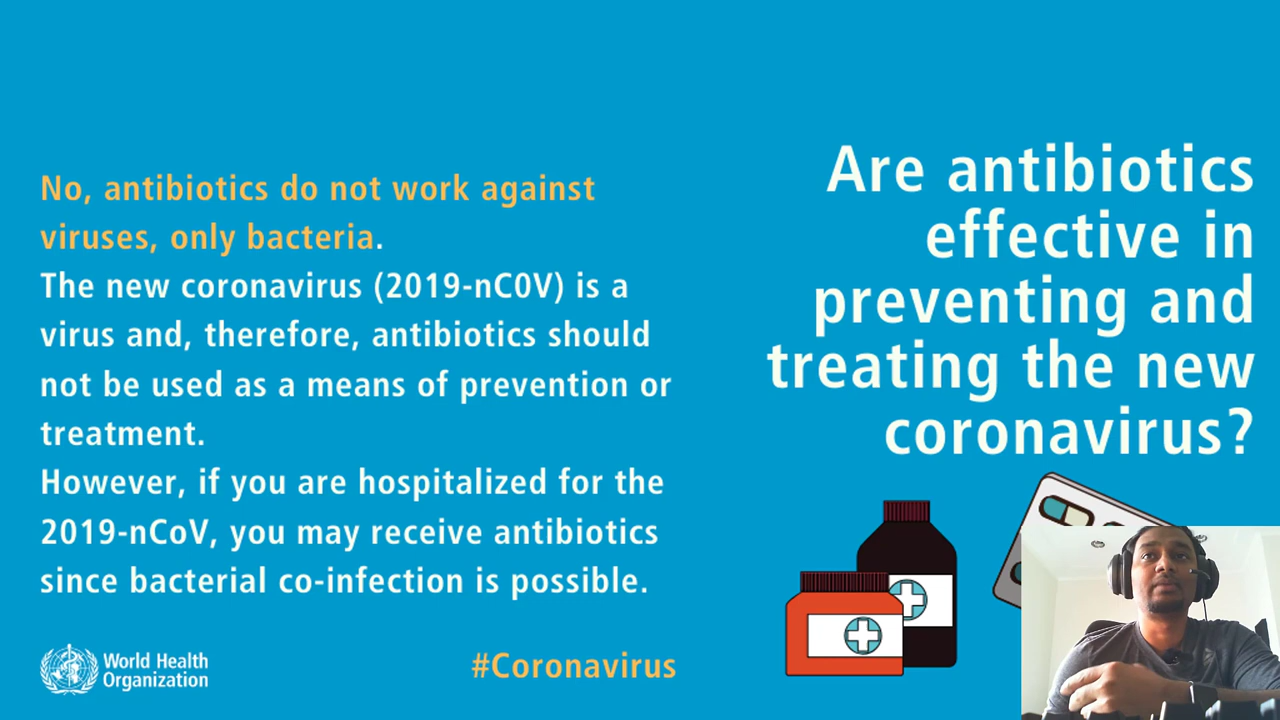 Are antibiotics
effective in
preventing and
treating the new
coronavirus?
No, antibiotics do not work against
viruses, only bacteria.
The new coronavirus (2019-nC0V) is a
virus and, therefore, antibiotics should
not be used as a means of prevention or
treatment.
However, if you are hospitalized for the
2019-nCoV, you may receive antibiotics
since bacterial co-infection is possible.
World Health
Organization
#Coronavirus